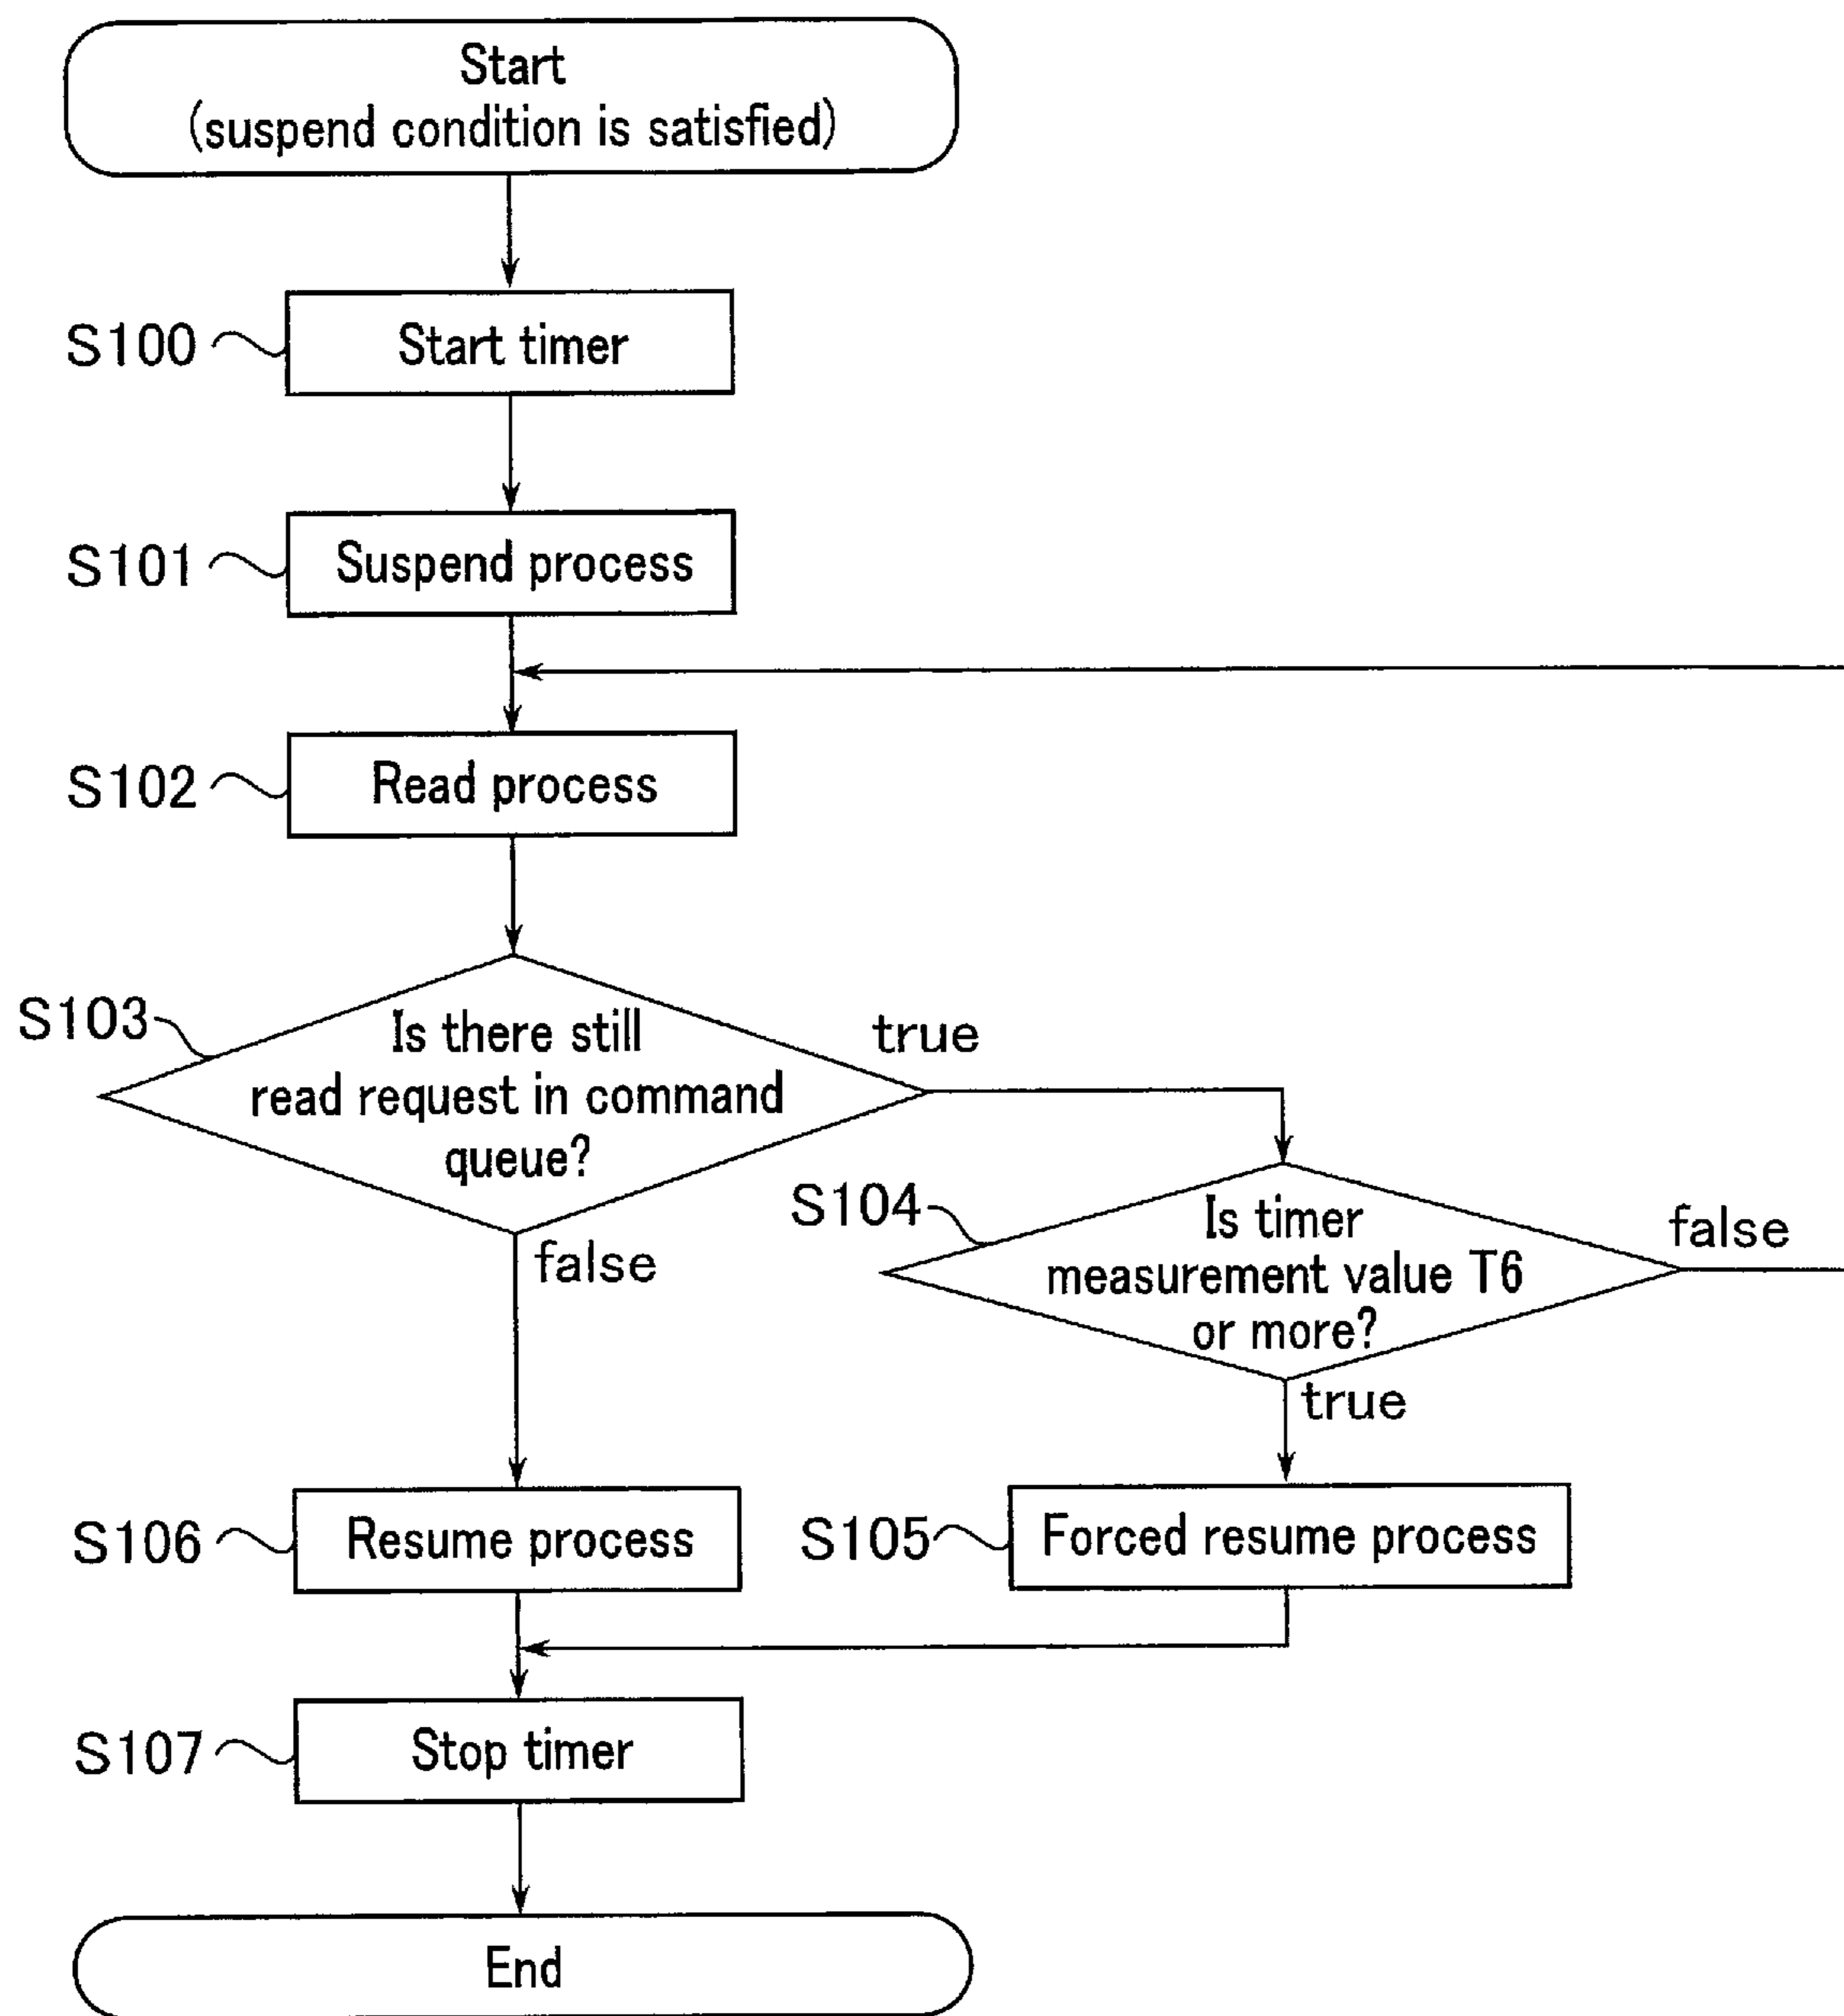 Start
(suspend condition is satisfied)
S100
Start timer
S101
Suspend process
S102
Read process
S103
Is there still
read request in command
queue?
true
false
S104
Is timer
measurement value T6
or more?
false
true
S106
Resume process
S105
Forced resume process
S107
Stop timer
End